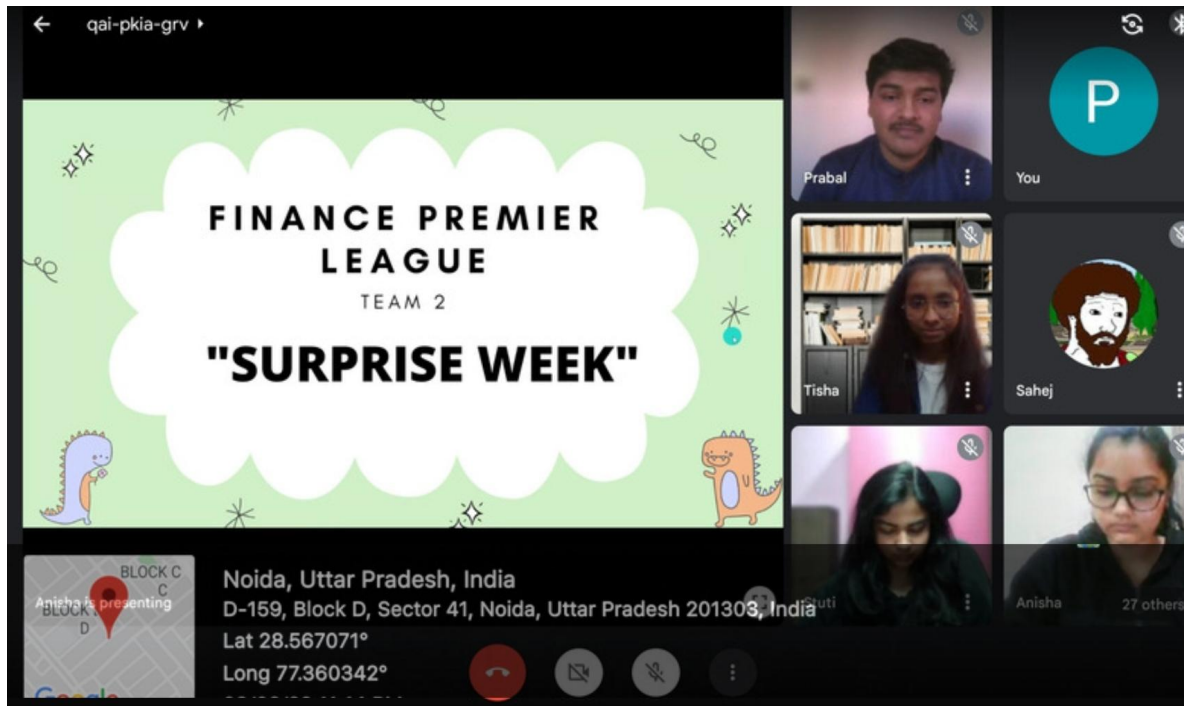 qai-pkia-grv
FINANCE PREMIER
LEAGUE
TEAM 2
"SURPRISE WEEK"
Prabal
P
You
Tisha
Sahej
Stuti
Anisha
27 others
Anisha is presenting
BLOCK C
C
BLOCK
D
Google
Noida, Uttar Pradesh, India
D-159, Block D, Sector 41, Noida, Uttar Pradesh 201303, India
Lat 28.567071°
Long 77.360342°